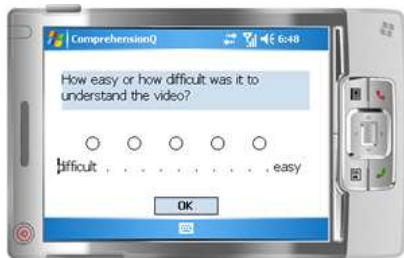 ComprehensionQ 6:48
How easy or how difficult was it to
understand the video?
difficult . . . . . . . . . . . easy
OK